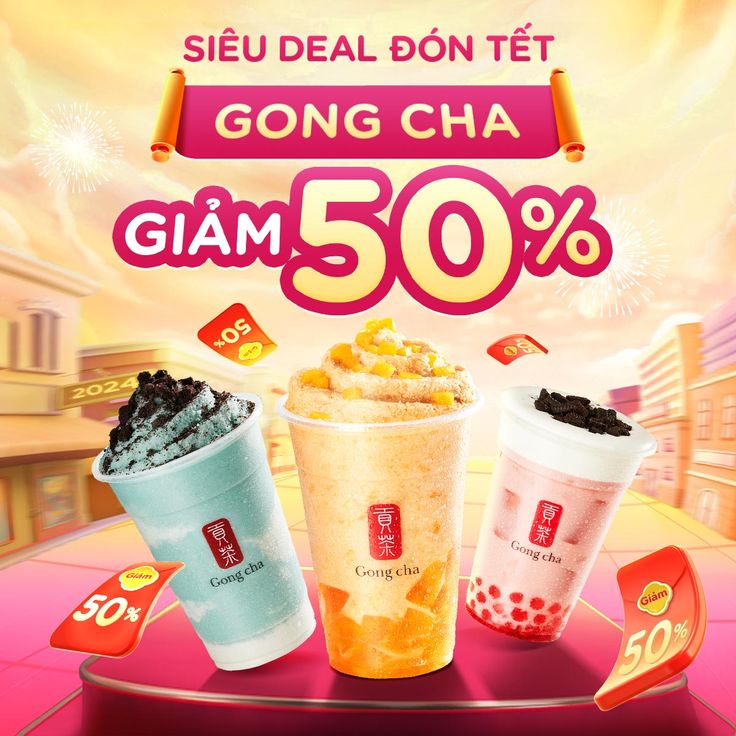 SIÊU DEAL ĐÓN TẾT
GONG CHA
GIẢM 50%
50%
50%
2024
貢茶
Gong cha
貢茶
Gong cha
貢茶
Gong cha
Giảm
50%
Giảm
50%